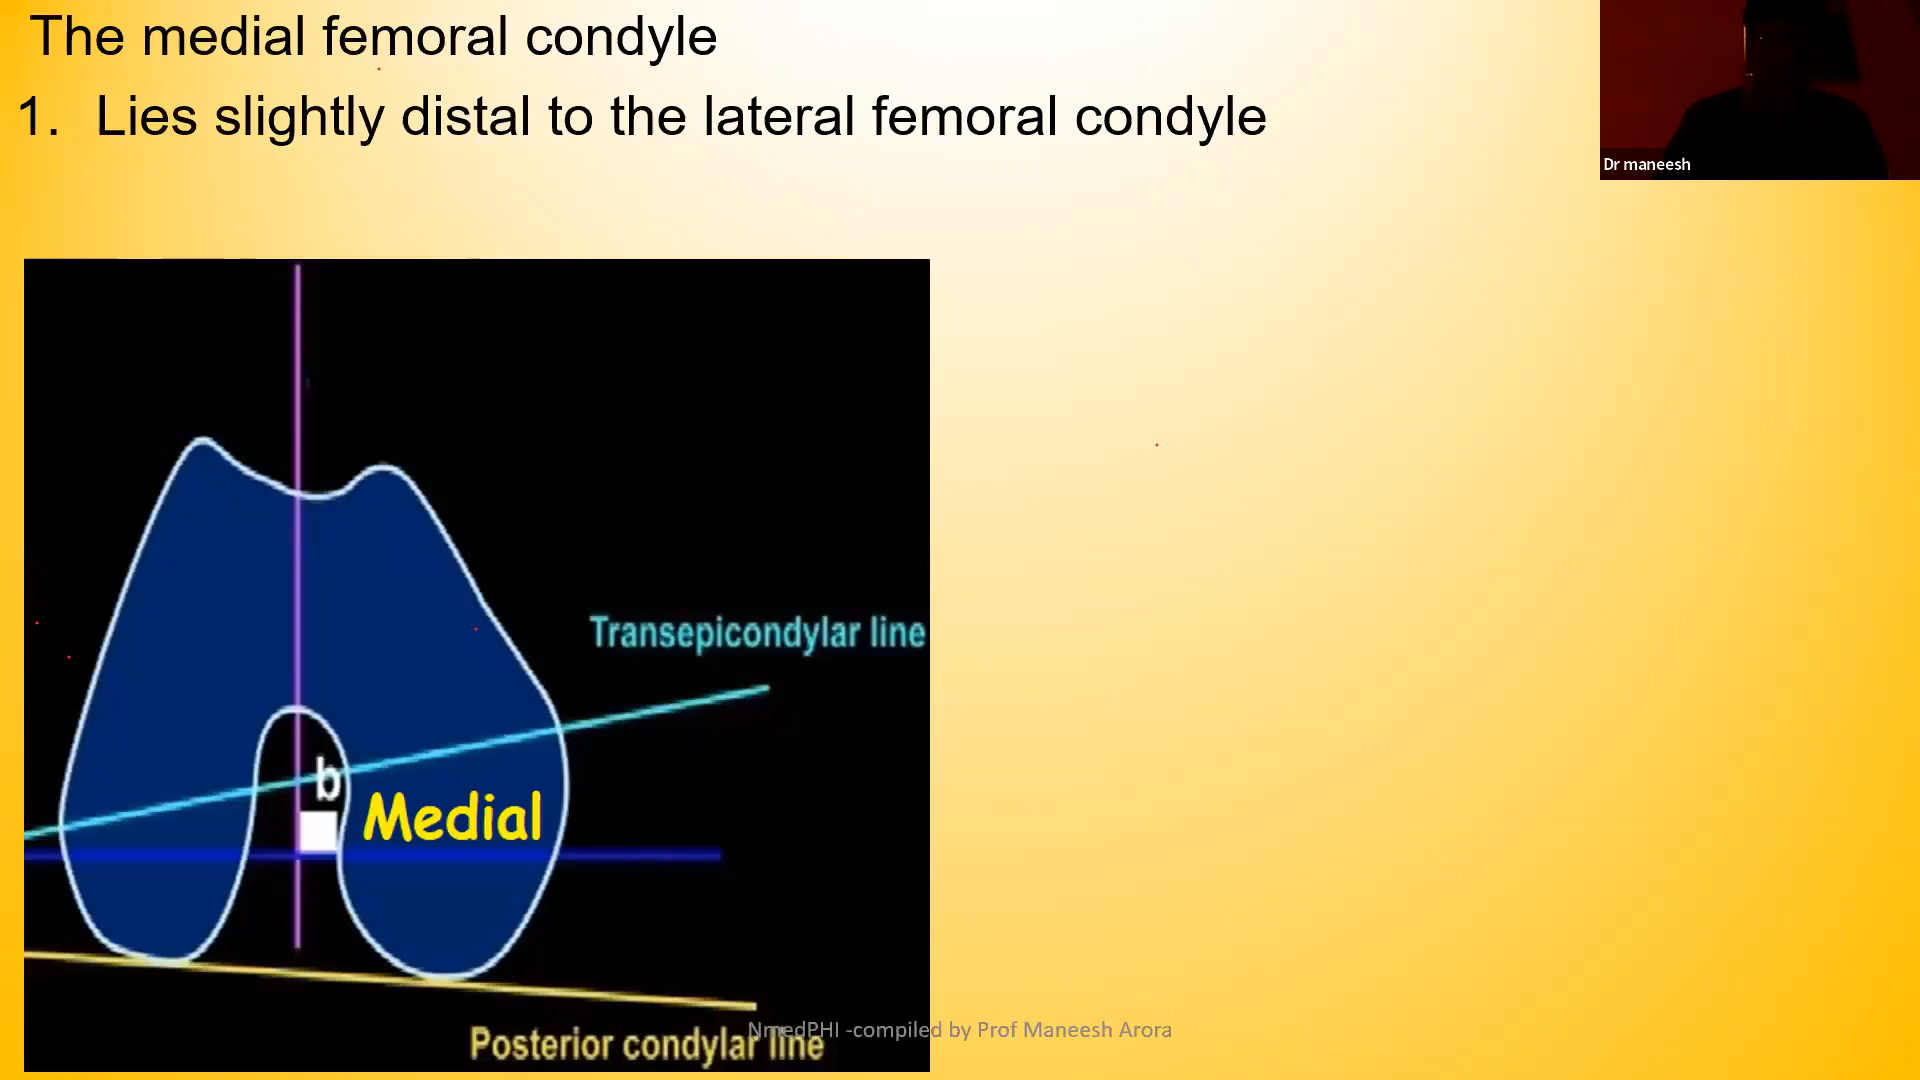 The medial femoral condyle
1. Lies slightly distal to the lateral femoral condyle
Dr maneesh
Transepicondylar line
b
Medial
Posterior condylar line
NmedPHI -compiled by Prof Maneesh Arora